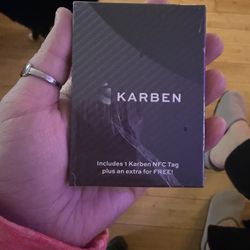 KARBEN
Includes 1 Karben NFC Tag
plus an extra for FREE!